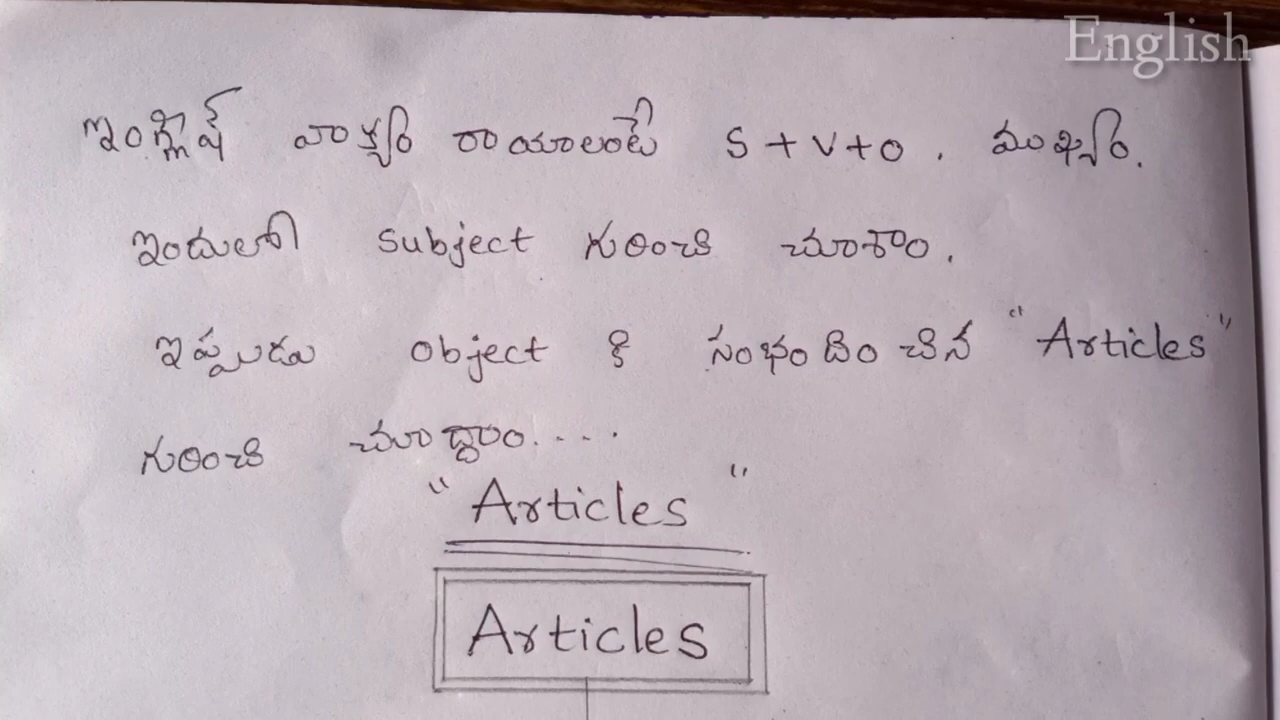 English
ఇంగ్లీష్ వాక్యం రాయాలంటే S + V + O . ముఖ్యం.
ఇందులో subject గురించి చూశాం.
ఇప్పుడు object కి సంభందించిన "Articles"
గురించి చూద్దాం....
"Articles"
Articles